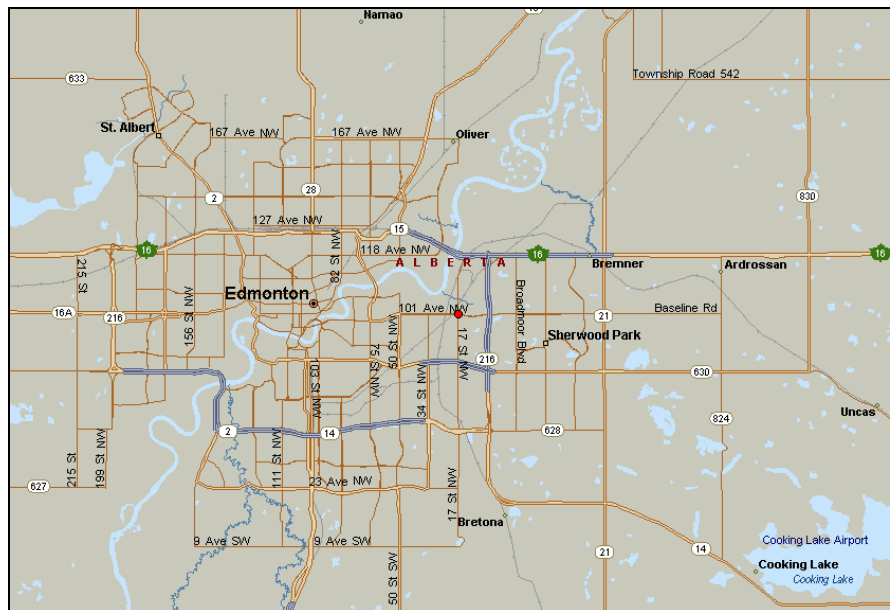 Namao
15
633
Township Road 542
St. Albert
167 Ave NW
167 Ave NW
Oliver
2
28
830
127 Ave NW
15
16
118 Ave NW
ALBERTA
16
16
82 St NW
215 St
Bremner
Ardrossan
Edmonton
16A
216
156 St NW
101 Ave NW
Broadmoor Blvd
21
Baseline Rd
50 St NW
75 St NW
17 St NW
Sherwood Park
103 St NW
216
630
34 St NW
824
Uncas
2
14
628
215 St
199 St NW
111 St NW
627
23 Ave NW
17 St NW
Bretona
9 Ave SW
9 Ave SW
50 St SW
21
14
Cooking Lake Airport
Cooking Lake
Cooking Lake